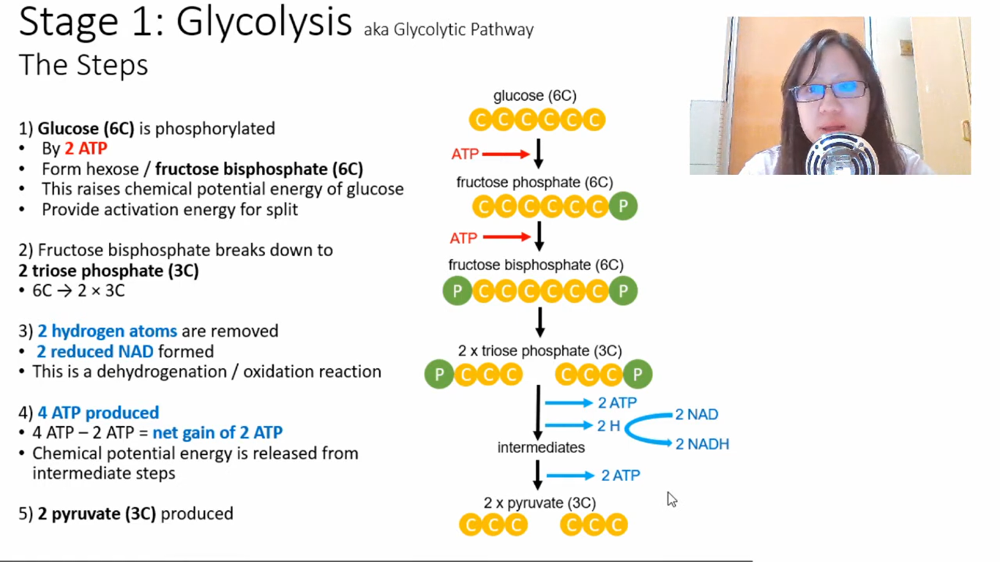 Stage 1: Glycolysis aka Glycolytic Pathway
The Steps
1) Glucose (6C) is phosphorylated
• By 2 ATP
• Form hexose / fructose bisphosphate (6C)
• This raises chemical potential energy of glucose
• Provide activation energy for split
2) Fructose bisphosphate breaks down to
2 triose phosphate (3C)
• 6C → 2 × 3C
3) 2 hydrogen atoms are removed
• 2 reduced NAD formed
• This is a dehydrogenation / oxidation reaction
4) 4 ATP produced
• 4 ATP – 2 ATP = net gain of 2 ATP
• Chemical potential energy is released from
intermediate steps
5) 2 pyruvate (3C) produced
glucose (6C)
C C C C C C
ATP
fructose phosphate (6C)
C C C C C C P
ATP
fructose bisphosphate (6C)
P C C C C C C P
2 x triose phosphate (3C)
P C C C C C C P
2 ATP
2 H
2 NAD
2 NADH
intermediates
2 ATP
2 x pyruvate (3C)
C C C C C C